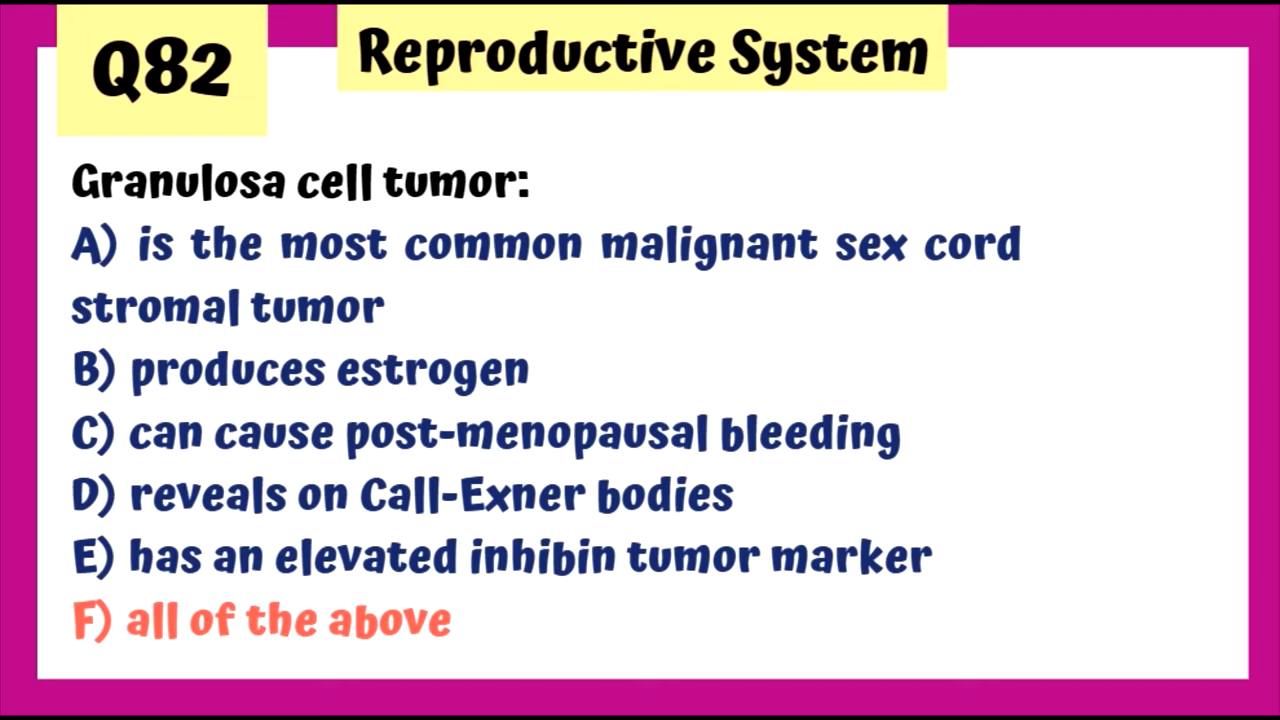 Q82
Reproductive System
Granulosa cell tumor:
A) is the most common malignant sex cord
stromal tumor
B) produces estrogen
C) can cause post-menopausal bleeding
D) reveals on Call-Exner bodies
E) has an elevated inhibin tumor marker
F) all of the above